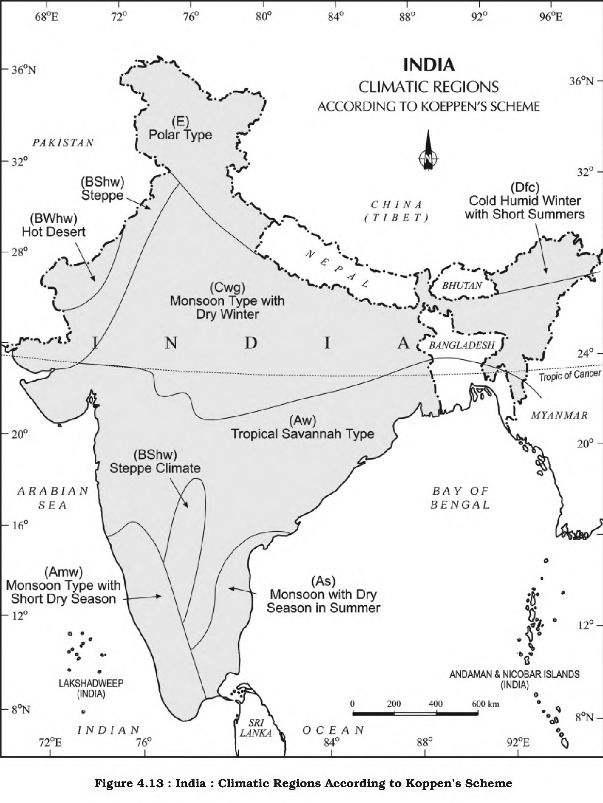 68°E
72°
76°
80°
84°
88°
92°
96°E
36°N
36°N
INDIA
CLIMATIC REGIONS
ACCORDING TO KOEPPEN'S SCHEME
(E)
Polar Type
PAKISTAN
N
32°
32°
(BShw)
Steppe
(Dfc)
Cold Humid Winter
with Short Summers
CHINA
(TIBET)
(BWhw)
Hot Desert
28°
28°
NEPAL
BHUTAN
(Cwg)
Monsoon Type with
Dry Winter
INDIA
BANGLADESH
24°
24°
Tropic of Cancer
MYANMAR
(Aw)
Tropical Savannah Type
20°
20°
(BShw)
Steppe Climate
ARABIAN
SEA
BAY OF
BENGAL
16°
16°
(Amw)
Monsoon Type with
Short Dry Season
(As)
Monsoon with Dry
Season in Summer
12°
12°
LAKSHADWEEP
(INDIA)
ANDAMAN & NICOBAR ISLANDS
(INDIA)
0 200 400 600 km
8°N
8°N
INDIAN OCEAN
SRI
LANKA
72°E
76°
80°
84°
88°
92°E
Figure 4.13 : India : Climatic Regions According to Koppen's Scheme